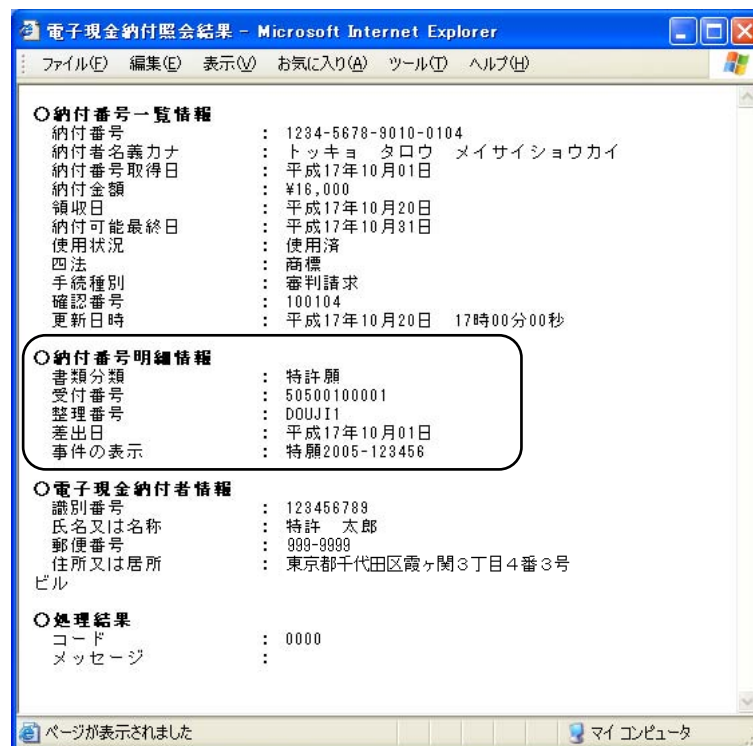 電子現金納付照会結果 - Microsoft Internet Explorer
ファイル(F) 編集(E) 表示(V) お気に入り(A) ツール(T) ヘルプ(H)
○納付番号一覧情報
納付番号 : 1234-5678-9010-0104
納付者名義カナ : トッキョ タロウ メイサイショウカイ
納付番号取得日 : 平成17年10月01日
納付金額 : ¥16,000
領収日 : 平成17年10月20日
納付可能最終日 : 平成17年10月31日
使用状況 : 使用済
四法 : 商標
手続種別 : 審判請求
確認番号 : 100104
更新日時 : 平成17年10月20日 17時00分00秒
○納付番号明細情報
書類分類 : 特許願
受付番号 : 50500100001
整理番号 : DOUJI1
差出日 : 平成17年10月01日
事件の表示 : 特願2005-123456
○電子現金納付者情報
識別番号 : 123456789
氏名又は名称 : 特許 太郎
郵便番号 : 999-9999
住所又は居所 : 東京都千代田区霞ヶ関3丁目4番3号
ビル
○処理結果
コード : 0000
メッセージ :
ページが表示されました マイ コンピュータ